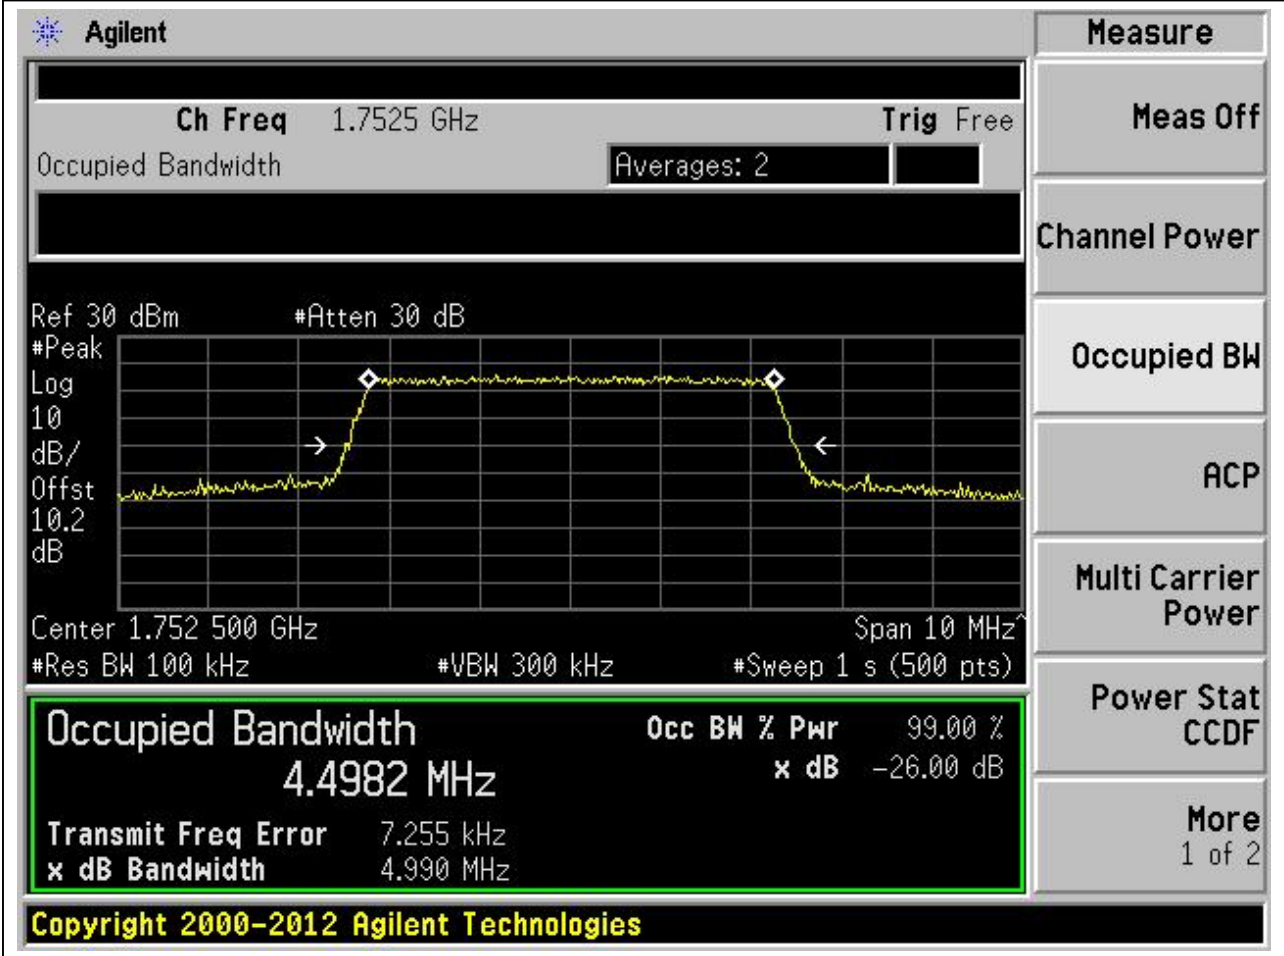 Agilent
Measure
Ch Freq 1.7525 GHz Trig Free
Occupied Bandwidth Averages: 2
Meas Off
Channel Power
Occupied BW
ACP
Multi Carrier
Power
Power Stat
CCDF
More
1 of 2
Ref 30 dBm #Atten 30 dB
#Peak
Log
10
dB/
Offst
10.2
dB
Center 1.752 500 GHz Span 10 MHz^
#Res BW 100 kHz #VBW 300 kHz #Sweep 1 s (500 pts)
Occupied Bandwidth Occ BW % Pwr 99.00 %
4.4982 MHz x dB -26.00 dB
Transmit Freq Error 7.255 kHz
x dB Bandwidth 4.990 MHz
Copyright 2000-2012 Agilent Technologies